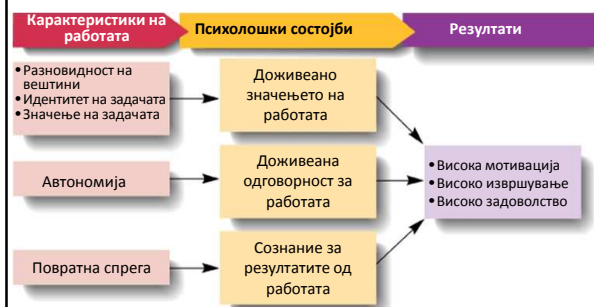 Карактеристики на
работата
Психолошки состојби
Резултати
•Разновидност на
вештини
•Идентитет на задачата
•Значење на задачата
Доживеано
значењето на
работата
Автономија
Доживеана
одговорност за
работата
•Висока мотивација
•Високо извршување
•Високо задоволство
Повратна спрега
Сознание за
резултатите од
работата